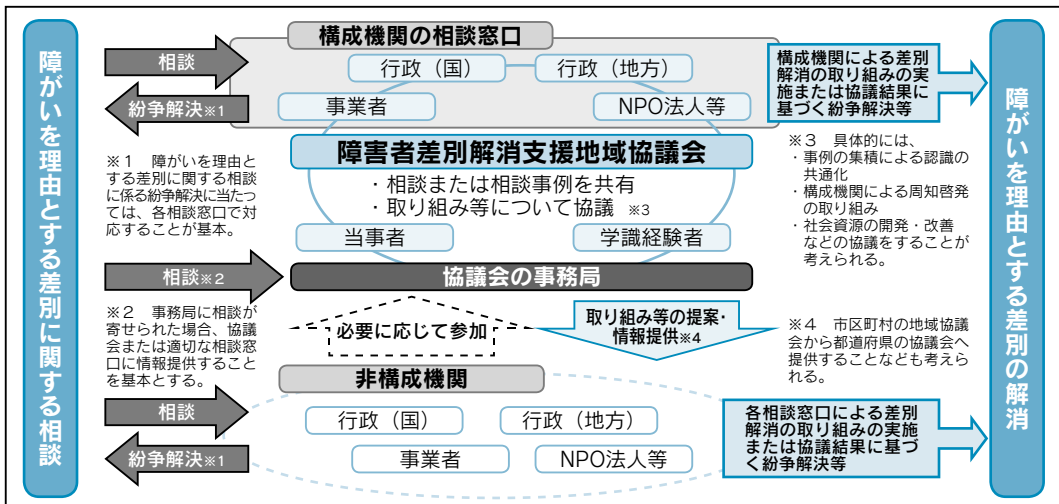 障がいを理由とする差別に関する相談
相談
紛争解決※1
※1 障がいを理由と
する差別に関する相談
に係る紛争解決に当たっ
ては、各相談窓口で対
応することが基本。
相談※2
※2 事務局に相談が
寄せられた場合、協議
会または適切な相談窓
口に情報提供すること
を基本とする。
相談
紛争解決※1
構成機関の相談窓口
行政（国）
行政（地方）
事業者
NPO法人等
障害者差別解消支援地域協議会
・相談または相談事例を共有
・取り組み等について協議 ※3
当事者
学識経験者
協議会の事務局
必要に応じて参加
取り組み等の提案・
情報提供※4
非構成機関
行政（国）
行政（地方）
事業者
NPO法人等
構成機関による差別
解消の取り組みの実
施または協議結果に
基づく紛争解決等
※3 具体的には、
・事例の集積による認識の
共通化
・構成機関による周知啓発
の取り組み
・社会資源の開発・改善
などの協議をすることが
考えられる。
※4 市区町村の地域協議
会から都道府県の協議会へ
提供することなども考えら
れる。
各相談窓口による差別
解消の取り組みの実施
または協議結果に基づ
く紛争解決等
障がいを理由とする差別の解消